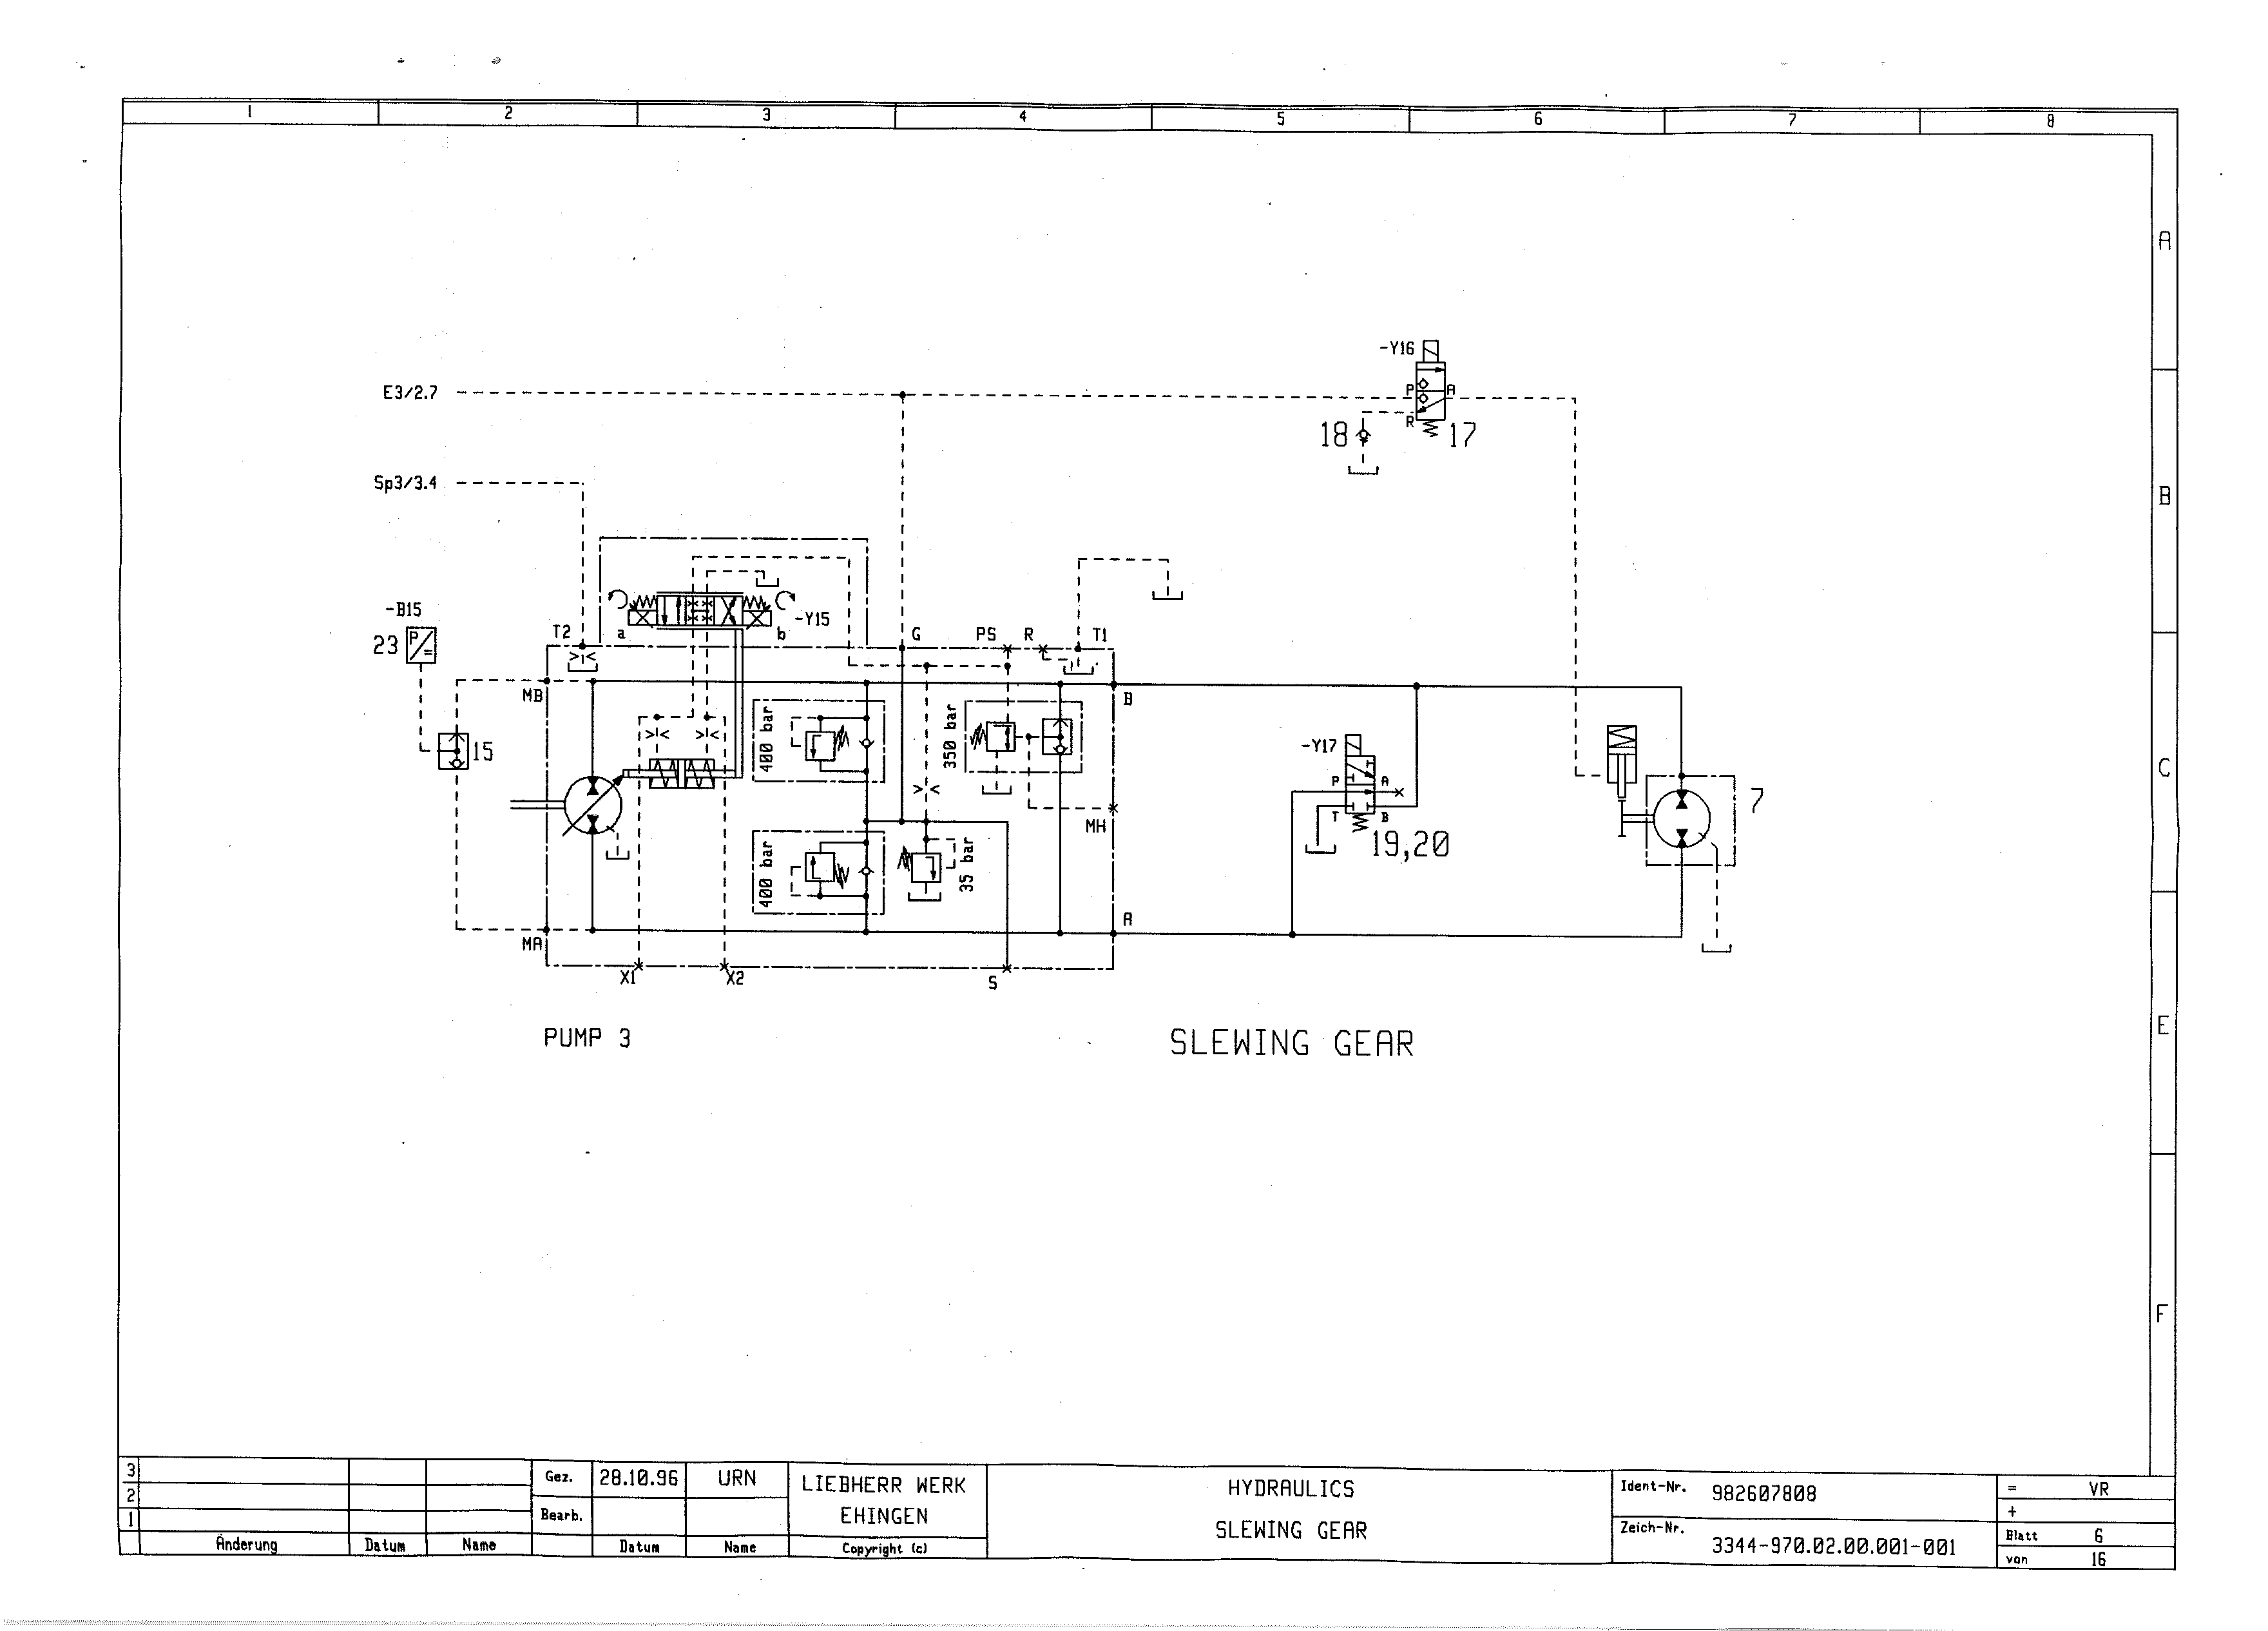 1 2 3 4 5 6 7 8
A
B
C
E
F
-Y16
E3/2.7
P A
R
18
17
Sp3/3.4
-B15
23
P
=
T2
a
b
-Y15
G
PS
R
T1
MB
B
15
400 bar
350 bar
-Y17
P
A
T
B
19,20
7
MH
400 bar
35 bar
MA
A
X1
X2
S
PUMP 3
SLEWING GEAR
3
2
1
Änderung
Datum
Name
Gez.
28.10.96
URN
Bearb.
Datum
Name
LIEBHERR WERK
EHINGEN
Copyright (c)
HYDRAULICS
SLEWING GEAR
Ident-Nr. 982607808
Zeich-Nr. 3344-970.02.00.001-001
= VR
+
Blatt 6
von 16